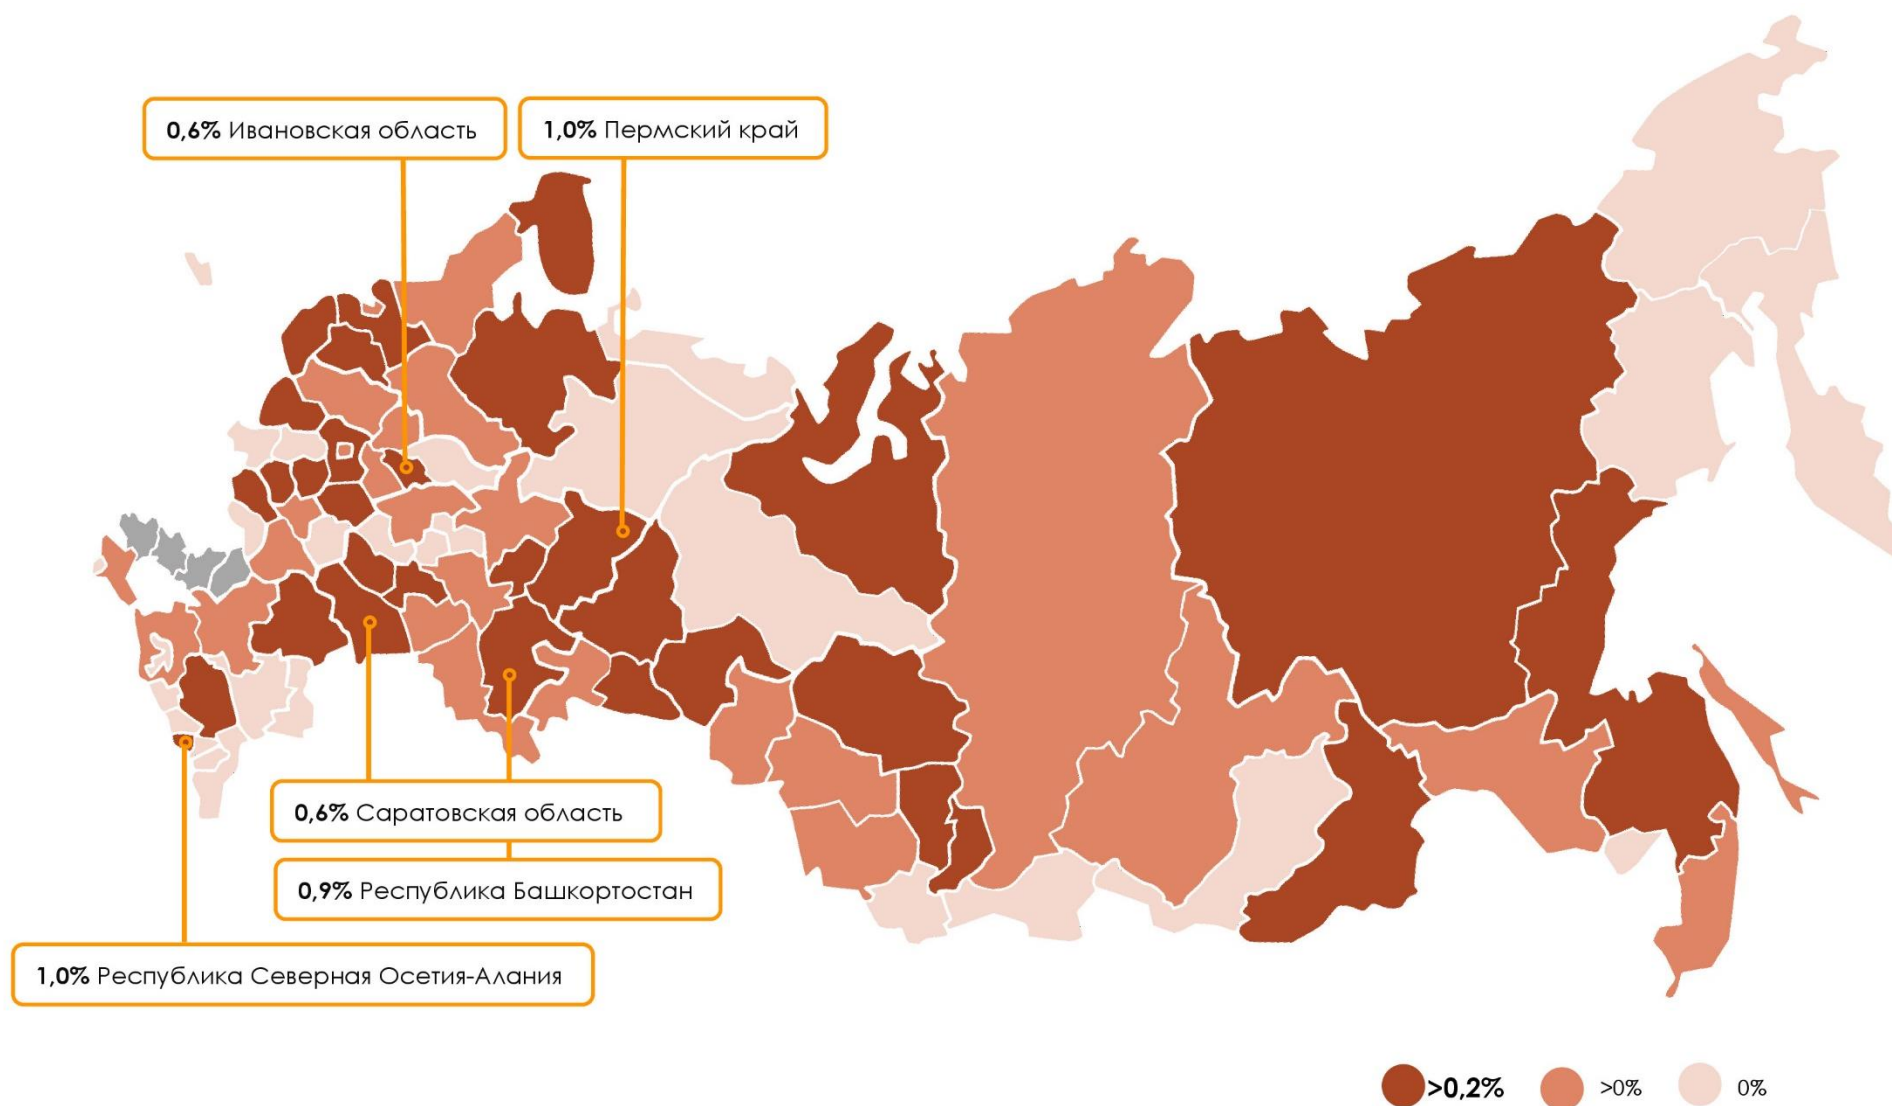 0,6% Ивановская область
1,0% Пермский край
0,6% Саратовская область
0,9% Республика Башкортостан
1,0% Республика Северная Осетия-Алания
>0,2%
>0%
0%